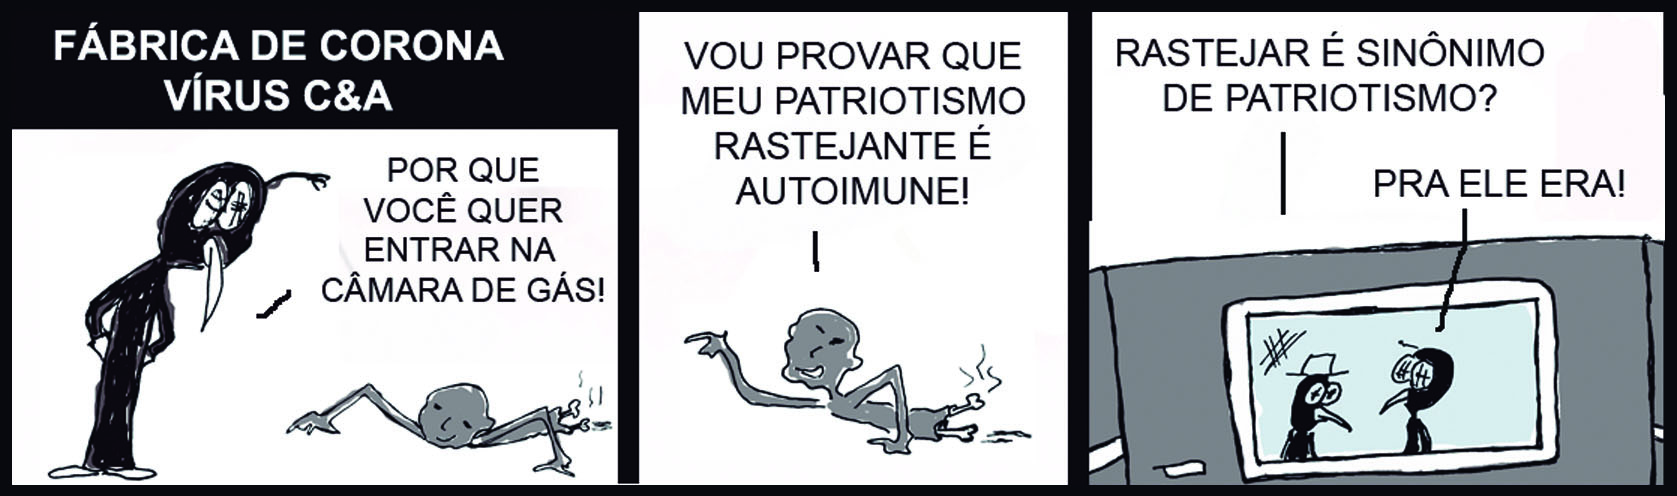 FÁBRICA DE CORONA
VÍRUS C&A
POR QUE
VOCÊ QUER
ENTRAR NA
CÂMARA DE GÁS!
VOU PROVAR QUE
MEU PATRIOTISMO
RASTEJANTE É
AUTOIMUNE!
RASTEJAR É SINÔNIMO
DE PATRIOTISMO?
PRA ELE ERA!